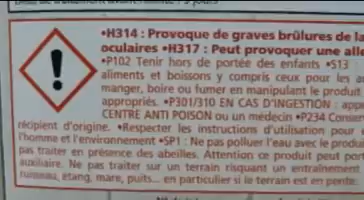 •H314 : Provoque de graves brûlures de la
oculaires •H317 : Peut provoquer une alle
•P102 Tenir hors de portée des enfants •S13
aliments et boissons y compris ceux pour les
manger, boire ou fumer en manipulant le produit
appropriés. •P301/310 EN CAS D'INGESTION : appe
CENTRE ANTI POISON ou un médecin •P234 Conserv
récipient d'origine. •Respecter les instructions d'utilisation pour
l'homme et l'environnement •SP1 : Ne pas polluer l'eau avec le produit
pas traiter en présence des abeilles. Attention ce produit peut port
auxiliaire. Ne pas traiter sur un terrain risquant un entraînement
ruisseau, étang, mare, puits... en particulier si le terrain est en pente.